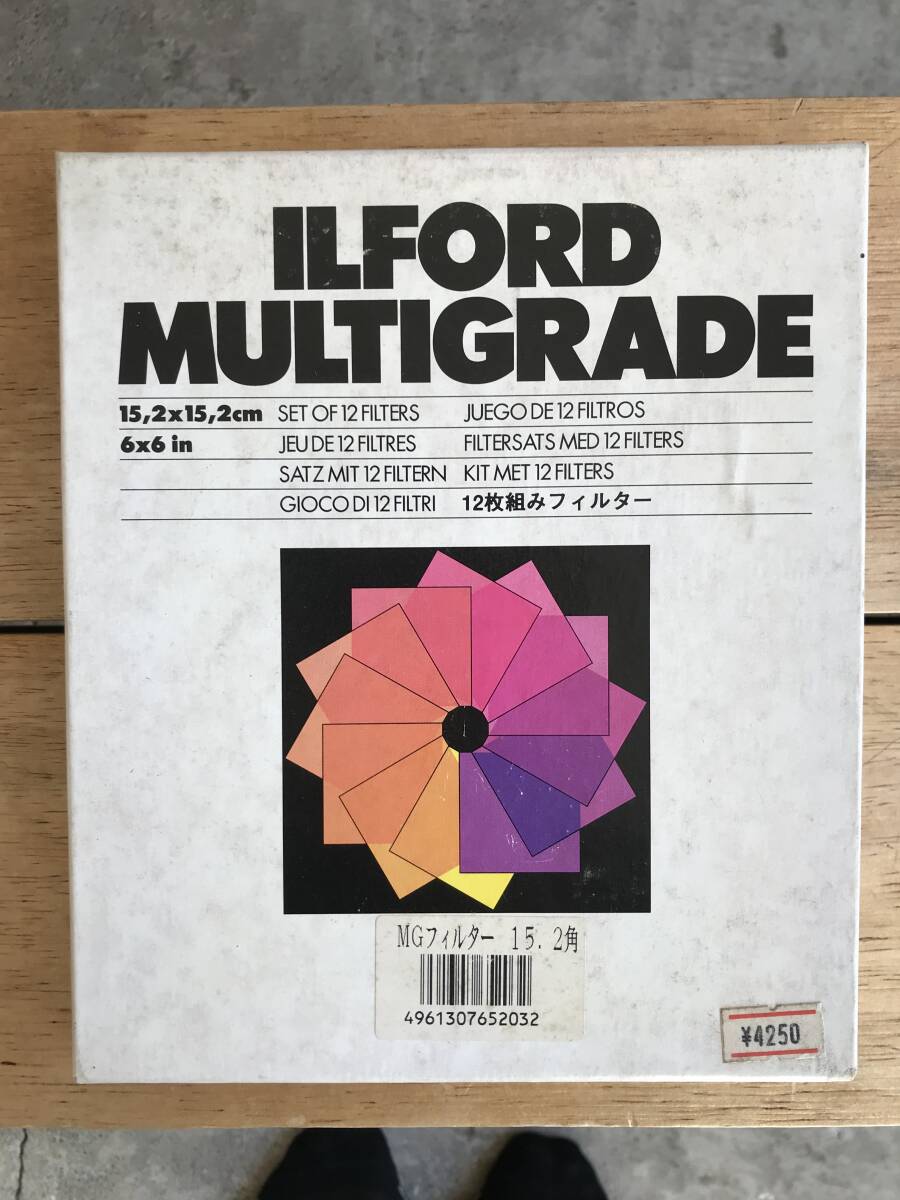 ILFORD
MULTIGRADE
15,2x15,2cm SET OF 12 FILTERS JUEGO DE 12 FILTROS
6x6 in JEU DE 12 FILTRES FILTERSATS MED 12 FILTERS
SATZ MIT 12 FILTERN KIT MET 12 FILTERS
GIOCO DI 12 FILTRI 12枚組みフィルター
MGフィルター 15.2角
4961307652032
¥4250